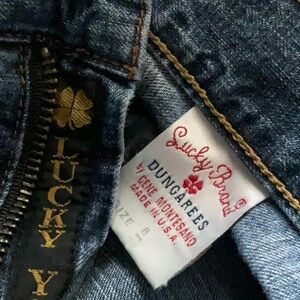 LUCKY Y
Lucky Brand
DUNGAREES
by GENE MONTESANO
MADE IN U.S.A.
SIZE 8